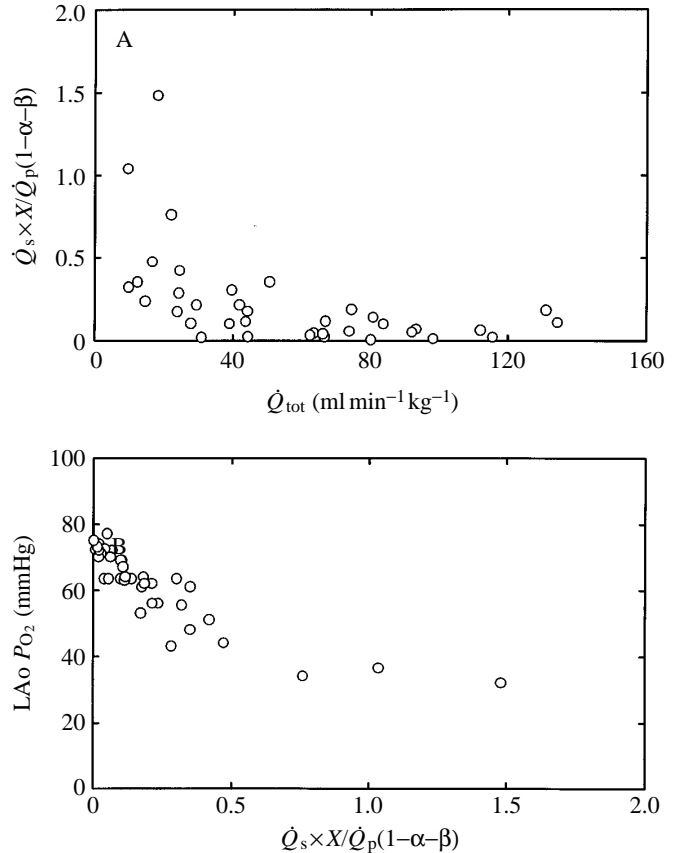 A
2.0
1.5
1.0
0.5
0
Q̇s×X/Q̇p(1−α−β)
0 40 80 120 160
Q̇tot (ml min−1 kg−1)
B
100
80
60
40
20
0
LAo PO2 (mmHg)
0 0.5 1.0 1.5 2.0
Q̇s×X/Q̇p(1−α−β)